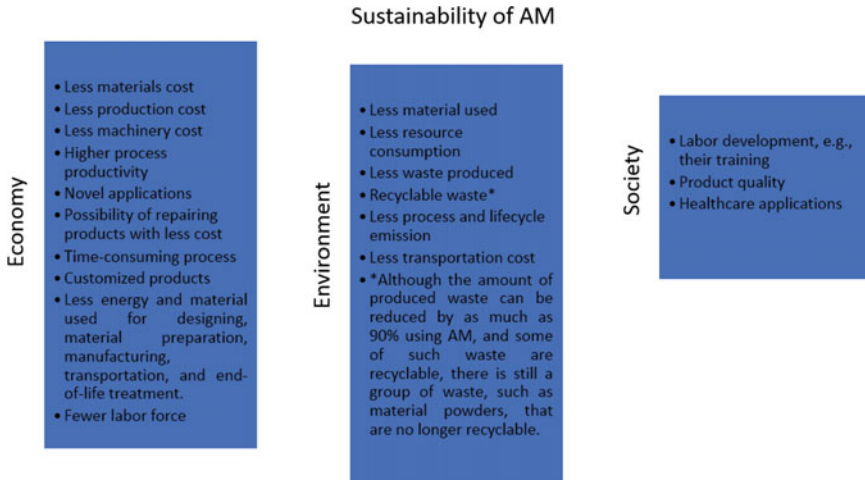 Sustainability of AM
Economy
• Less materials cost
• Less production cost
• Less machinery cost
• Higher process
productivity
• Novel applications
• Possibility of repairing
products with less cost
• Time-consuming process
• Customized products
• Less energy and material
used for designing,
material preparation,
manufacturing,
transportation, and end-
of-life treatment.
• Fewer labor force
Environment
• Less material used
• Less resource
consumption
• Less waste produced
• Recyclable waste*
• Less process and lifecycle
emission
• Less transportation cost
• *Although the amount of
produced waste can be
reduced by as much as
90% using AM, and some
of such waste are
recyclable, there is still a
group of waste, such as
material powders, that
are no longer recyclable.
Society
• Labor development, e.g.,
their training
• Product quality
• Healthcare applications